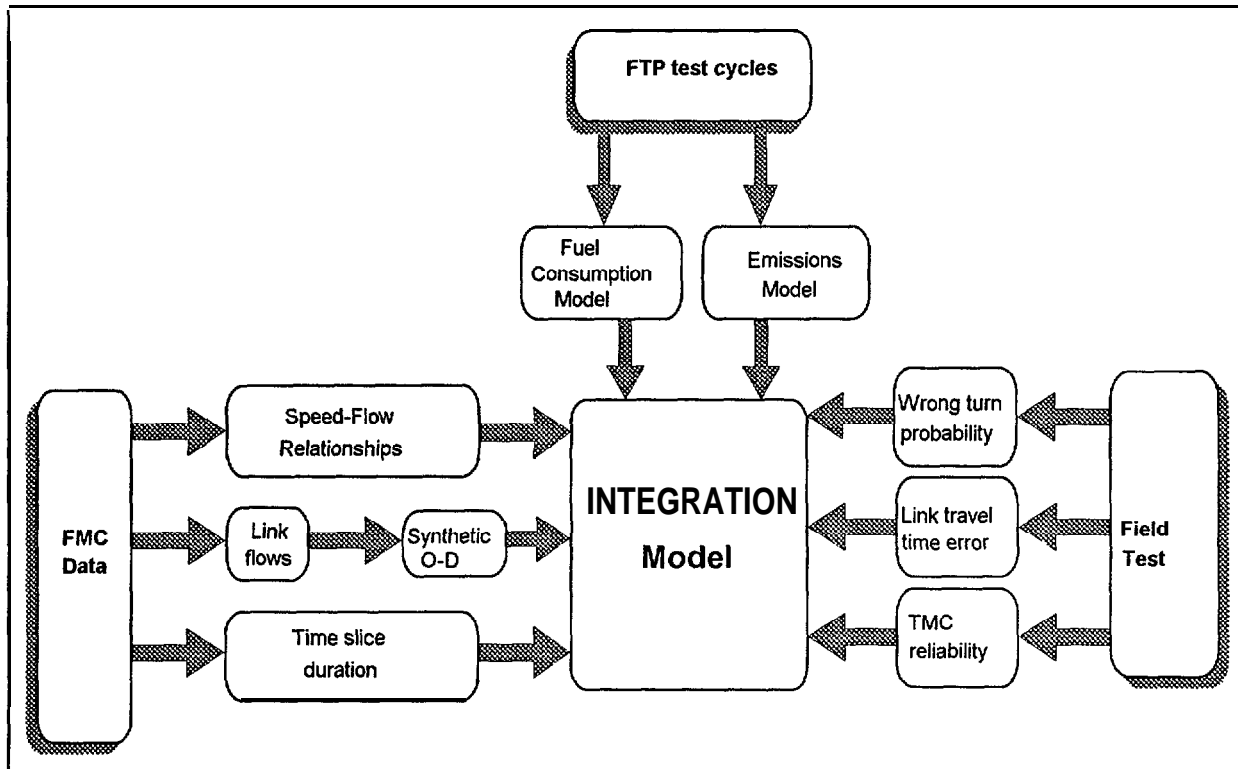 FTP test cycles
Fuel
Consumption
Model
Emissions
Model
Speed-Flow
Relationships
Wrong turn
probability
FMC
Data
Link
flows
Synthetic
O-D
INTEGRATION
Model
Link travel
time error
Field
Test
Time slice
duration
TMC
reliability